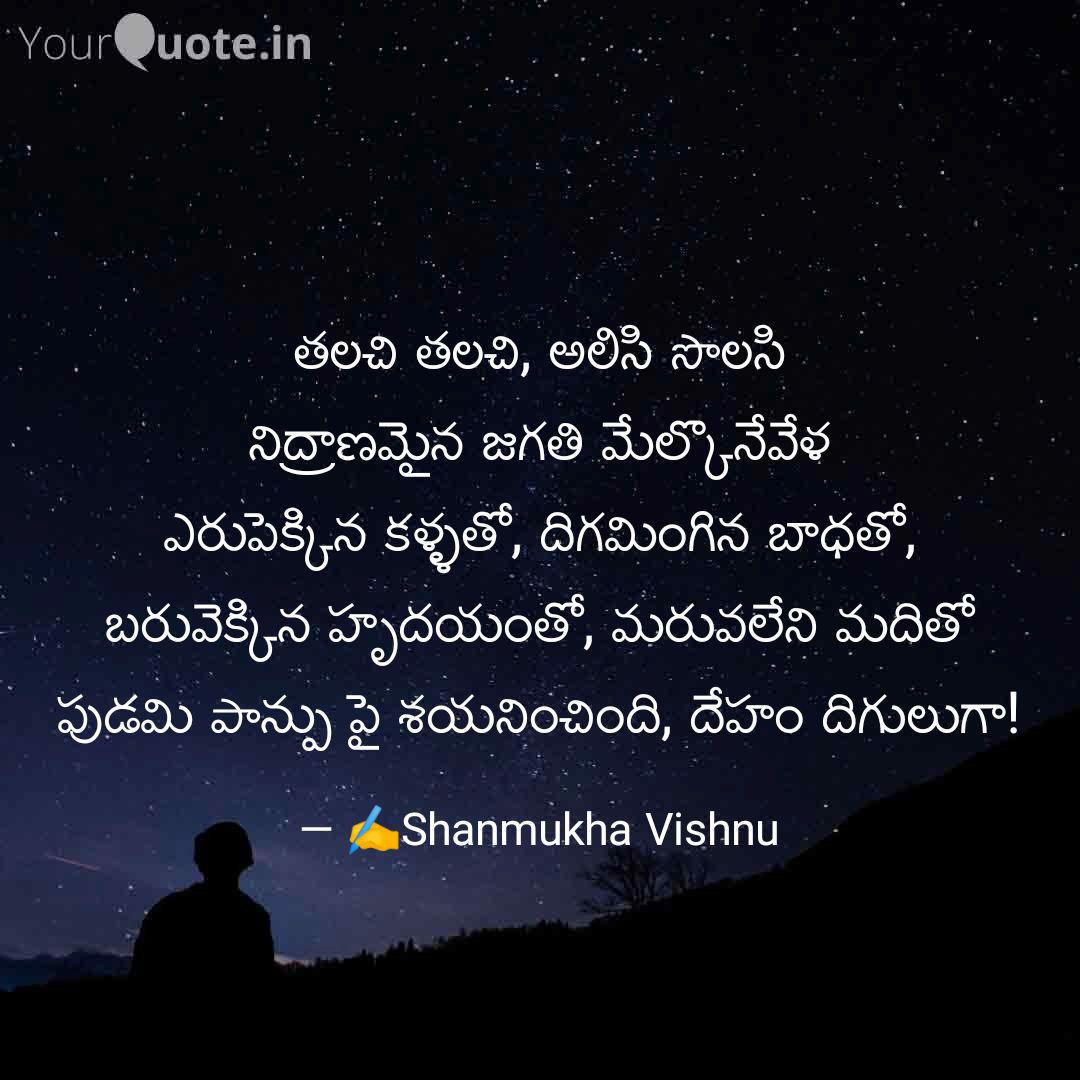 YourQuote.in
తలచి తలచి, అలిసి సొలసి
నిద్రాణమైన జగతి మేల్కొనేవేళ
ఎరుపెక్కిన కళ్ళతో, దిగమింగిన బాధతో,
బరువెక్కిన హృదయంతో, మరువలేని మదితో
పుడమి పాన్పు పై శయనించింది, దేహం దిగులుగా!
– ✍️Shanmukha Vishnu